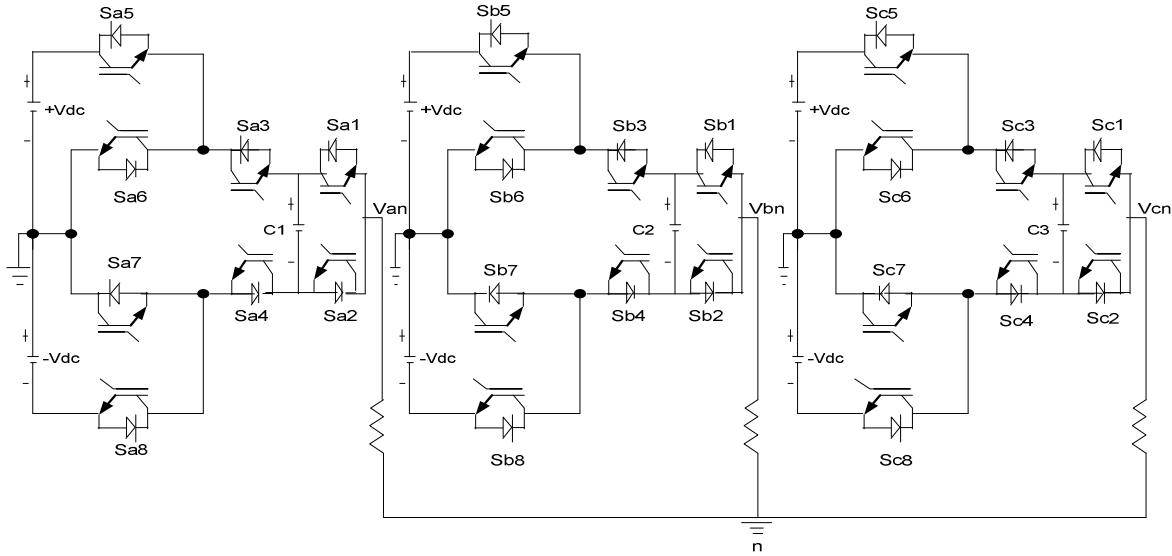 Sa5
Sb5
Sc5
+
+Vdc
-
+
+Vdc
-
+
+Vdc
-
Sa3
Sa1
Sb3
Sb1
Sc3
Sc1
Sa6
Sb6
Sc6
Van
Vbn
Vcn
+
C1
-
+
C2
-
+
C3
-
Sa7
Sb7
Sc7
Sa4
Sa2
Sb4
Sb2
Sc4
Sc2
+
-Vdc
-
+
-Vdc
-
+
-Vdc
-
Sa8
Sb8
Sc8
n